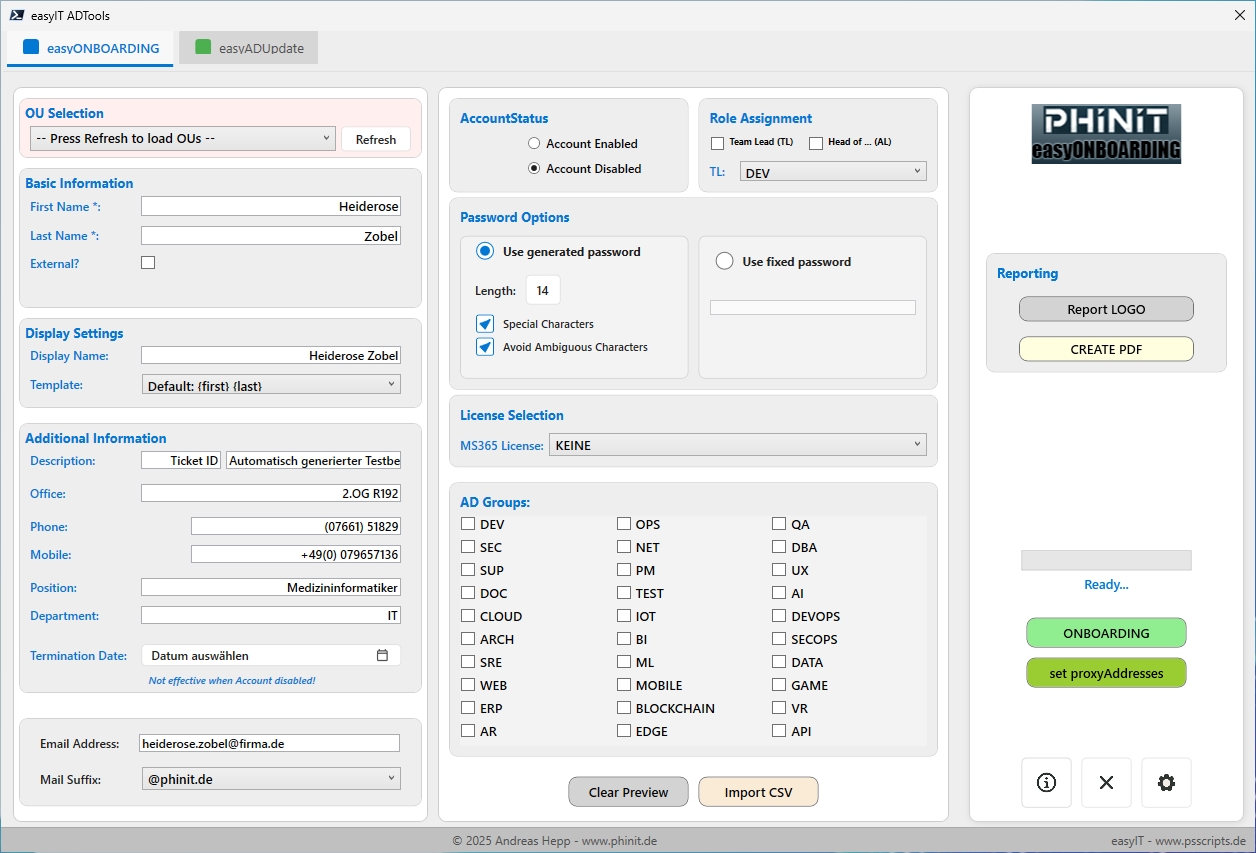 easyIT ADTools
easyONBOARDING
easyADUpdate
OU Selection
-- Press Refresh to load OUs --
Refresh
Basic Information
First Name *:
Heiderose
Last Name *:
Zobel
External?
Display Settings
Display Name:
Heiderose Zobel
Template:
Default: {first} {last}
Additional Information
Description:
Ticket ID
Automatisch generierter Testbe
Office:
2.OG R192
Phone:
(07661) 51829
Mobile:
+49(0) 079657136
Position:
Medizininformatiker
Department:
IT
Termination Date:
Datum auswählen
Not effective when Account disabled!
Email Address:
heiderose.zobel@firma.de
Mail Suffix:
@phinit.de
AccountStatus
Account Enabled
Account Disabled
Role Assignment
Team Lead (TL)
Head of ... (AL)
TL:
DEV
Password Options
Use generated password
Length:
14
Special Characters
Avoid Ambiguous Characters
Use fixed password
License Selection
MS365 License:
KEINE
AD Groups:
DEV
OPS
QA
SEC
NET
DBA
SUP
PM
UX
DOC
TEST
AI
CLOUD
IOT
DEVOPS
ARCH
BI
SECOPS
SRE
ML
DATA
WEB
MOBILE
GAME
ERP
BLOCKCHAIN
VR
AR
EDGE
API
Clear Preview
Import CSV
PHiNiT
easyONBOARDING
Reporting
Report LOGO
CREATE PDF
Ready...
ONBOARDING
set proxyAddresses
© 2025 Andreas Hepp - www.phinit.de
easyIT - www.psscripts.de